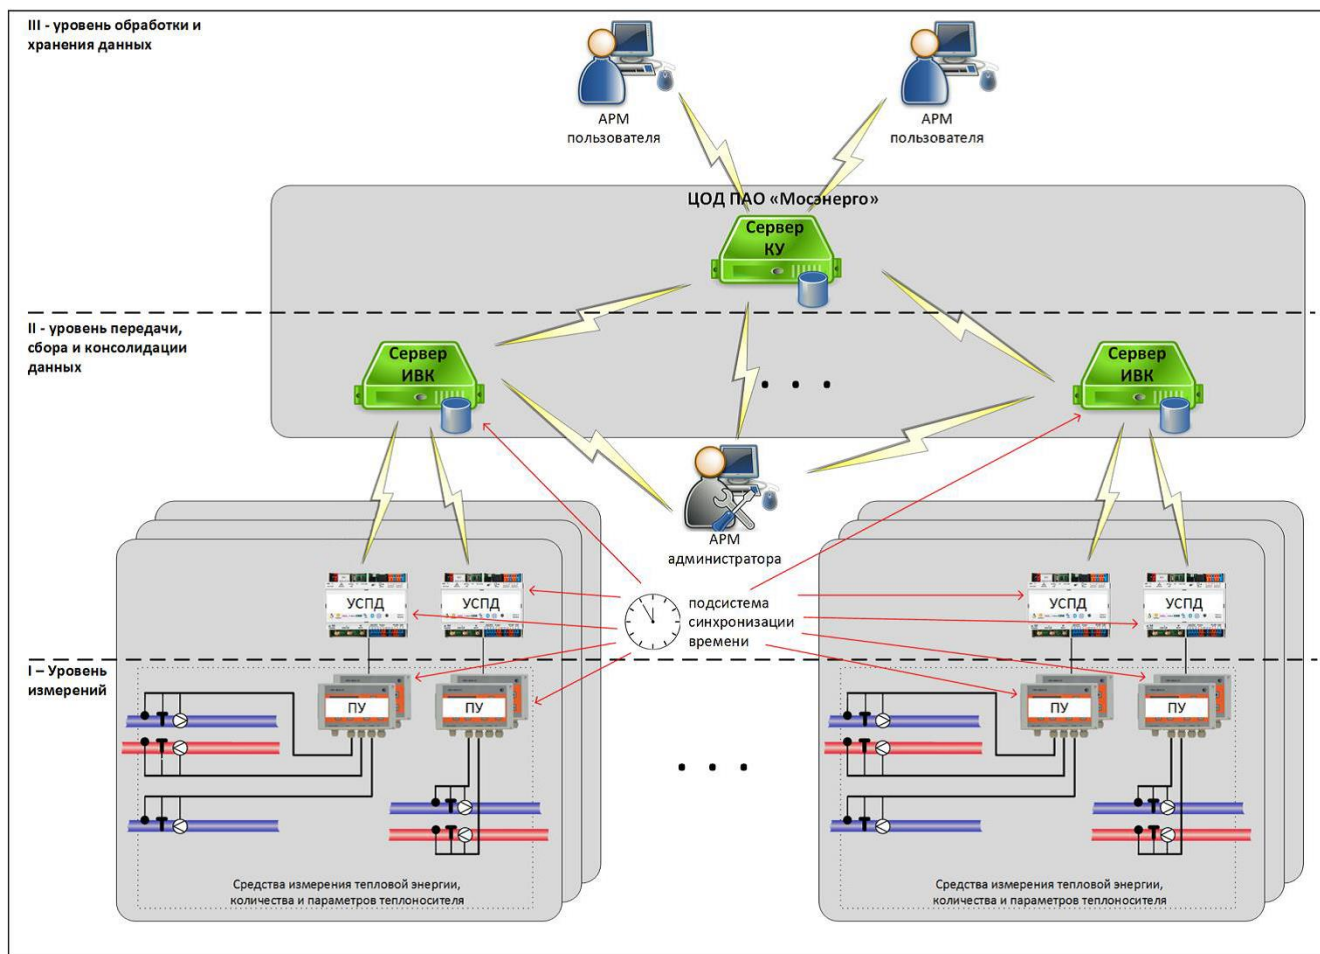 III - уровень обработки и
хранения данных
АРМ
пользователя
АРМ
пользователя
ЦОД ПАО «Мосэнерго»
Сервер
КУ
II - уровень передачи,
сбора и консолидации
данных
Сервер
ИВК
Сервер
ИВК
АРМ
администратора
УСПД
УСПД
подсистема
синхронизации
времени
УСПД
УСПД
I – Уровень
измерений
ПУ
ПУ
ПУ
ПУ
Средства измерения тепловой энергии,
количества и параметров теплоносителя
Средства измерения тепловой энергии,
количества и параметров теплоносителя